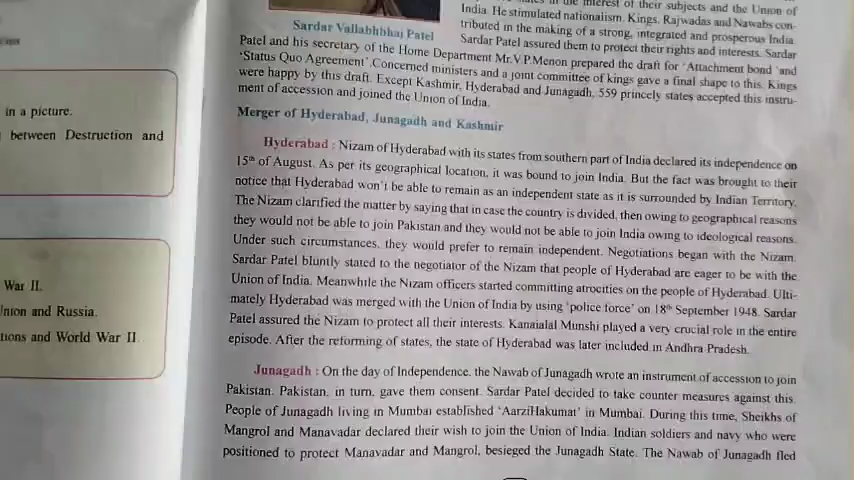 in a picture.
between Destruction and
War II.
Union and Russia.
tions and World War II
in the interest of their subjects and the Union of
India. He stimulated nationalism. Kings, Rajwadas and Nawabs con-
tributed in the making of a strong, integrated and prosperous India.
Sardar Vallabhbhai Patel
Sardar Patel assured them to protect their rights and interests. Sardar
Patel and his secretary of the Home Department Mr.V.P.Menon prepared the draft for 'Attachment bond 'and
'Status Quo Agreement'.Concerned ministers and a joint committee of kings gave a final shape to this. Kings
were happy by this draft. Except Kashmir, Hyderabad and Junagadh, 559 princely states accepted this instru-
ment of accession and joined the Union of India.
Merger of Hyderabad, Junagadh and Kashmir
Hyderabad : Nizam of Hyderabad with its states from southern part of India declared its independence on
15th of August. As per its geographical location, it was bound to join India. But the fact was brought to their
notice that Hyderabad won't be able to remain as an independent state as it is surrounded by Indian Territory.
The Nizam clarified the matter by saying that in case the country is divided, then owing to geographical reasons
they would not be able to join Pakistan and they would not be able to join India owing to ideological reasons.
Under such circumstances, they would prefer to remain independent. Negotiations began with the Nizam.
Sardar Patel bluntly stated to the negotiator of the Nizam that people of Hyderabad are eager to be with the
Union of India. Meanwhile the Nizam officers started committing atrocities on the people of Hyderabad. Ulti-
mately Hyderabad was merged with the Union of India by using 'police force' on 18th September 1948. Sardar
Patel assured the Nizam to protect all their interests. Kanaialal Munshi played a very crucial role in the entire
episode. After the reforming of states, the state of Hyderabad was later included in Andhra Pradesh.
Junagadh : On the day of Independence, the Nawab of Junagadh wrote an instrument of accession to join
Pakistan. Pakistan, in turn, gave them consent. Sardar Patel decided to take counter measures against this.
People of Junagadh living in Mumbai established 'AarziHakumat' in Mumbai. During this time, Sheikhs of
Mangrol and Manavadar declared their wish to join the Union of India. Indian soldiers and navy who were
positioned to protect Manavadar and Mangrol, besieged the Junagadh State. The Nawab of Junagadh fled